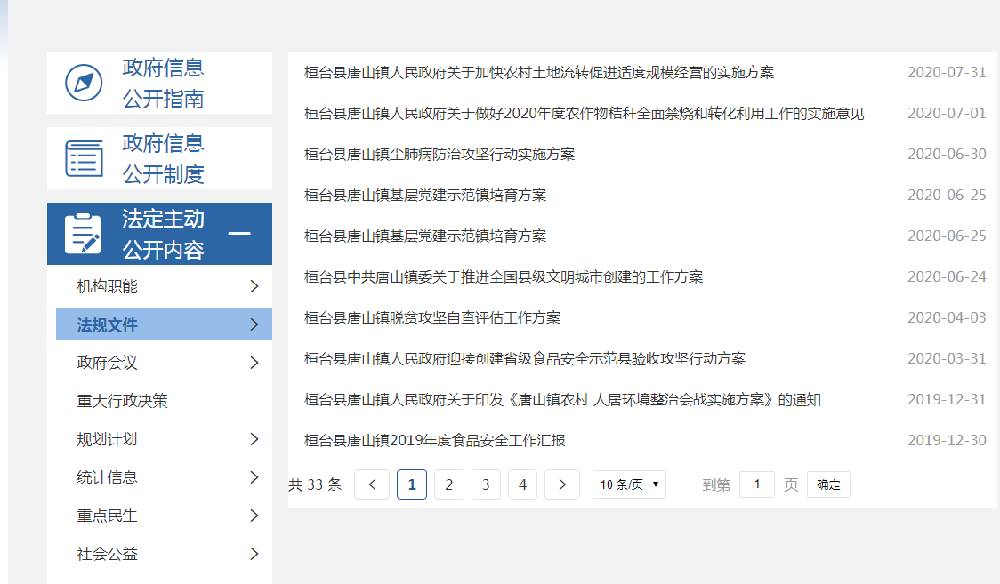 政府信息
公开指南
政府信息
公开制度
法定主动
公开内容
机构职能
法规文件
政府会议
重大行政决策
规划计划
统计信息
重点民生
社会公益
桓台县唐山镇人民政府关于加快农村土地流转促进适度规模经营的实施方案 2020-07-31
桓台县唐山镇人民政府关于做好2020年度农作物秸秆全面禁烧和转化利用工作的实施意见 2020-07-01
桓台县唐山镇尘肺病防治攻坚行动实施方案 2020-06-30
桓台县唐山镇基层党建示范镇培育方案 2020-06-25
桓台县唐山镇基层党建示范镇培育方案 2020-06-25
桓台县中共唐山镇委关于推进全国县级文明城市创建的工作方案 2020-06-24
桓台县唐山镇脱贫攻坚自查评估工作方案 2020-04-03
桓台县唐山镇人民政府迎接创建省级食品安全示范县验收攻坚行动方案 2020-03-31
桓台县唐山镇人民政府关于印发《唐山镇农村 人居环境整治会战实施方案》的通知 2019-12-31
桓台县唐山镇2019年度食品安全工作汇报 2019-12-30
共 33 条 < 1 2 3 4 > 10 条/页 到第 1 页 确定